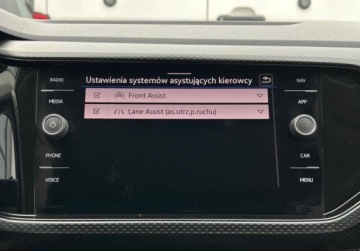 Ustawienia systemów asystujących kierowcy
RADIO
NAV
MEDIA
Front Assist
APP
Lane Assist (as.utrz.p.ruchu)
PHONE
CAR
VOICE
MENU